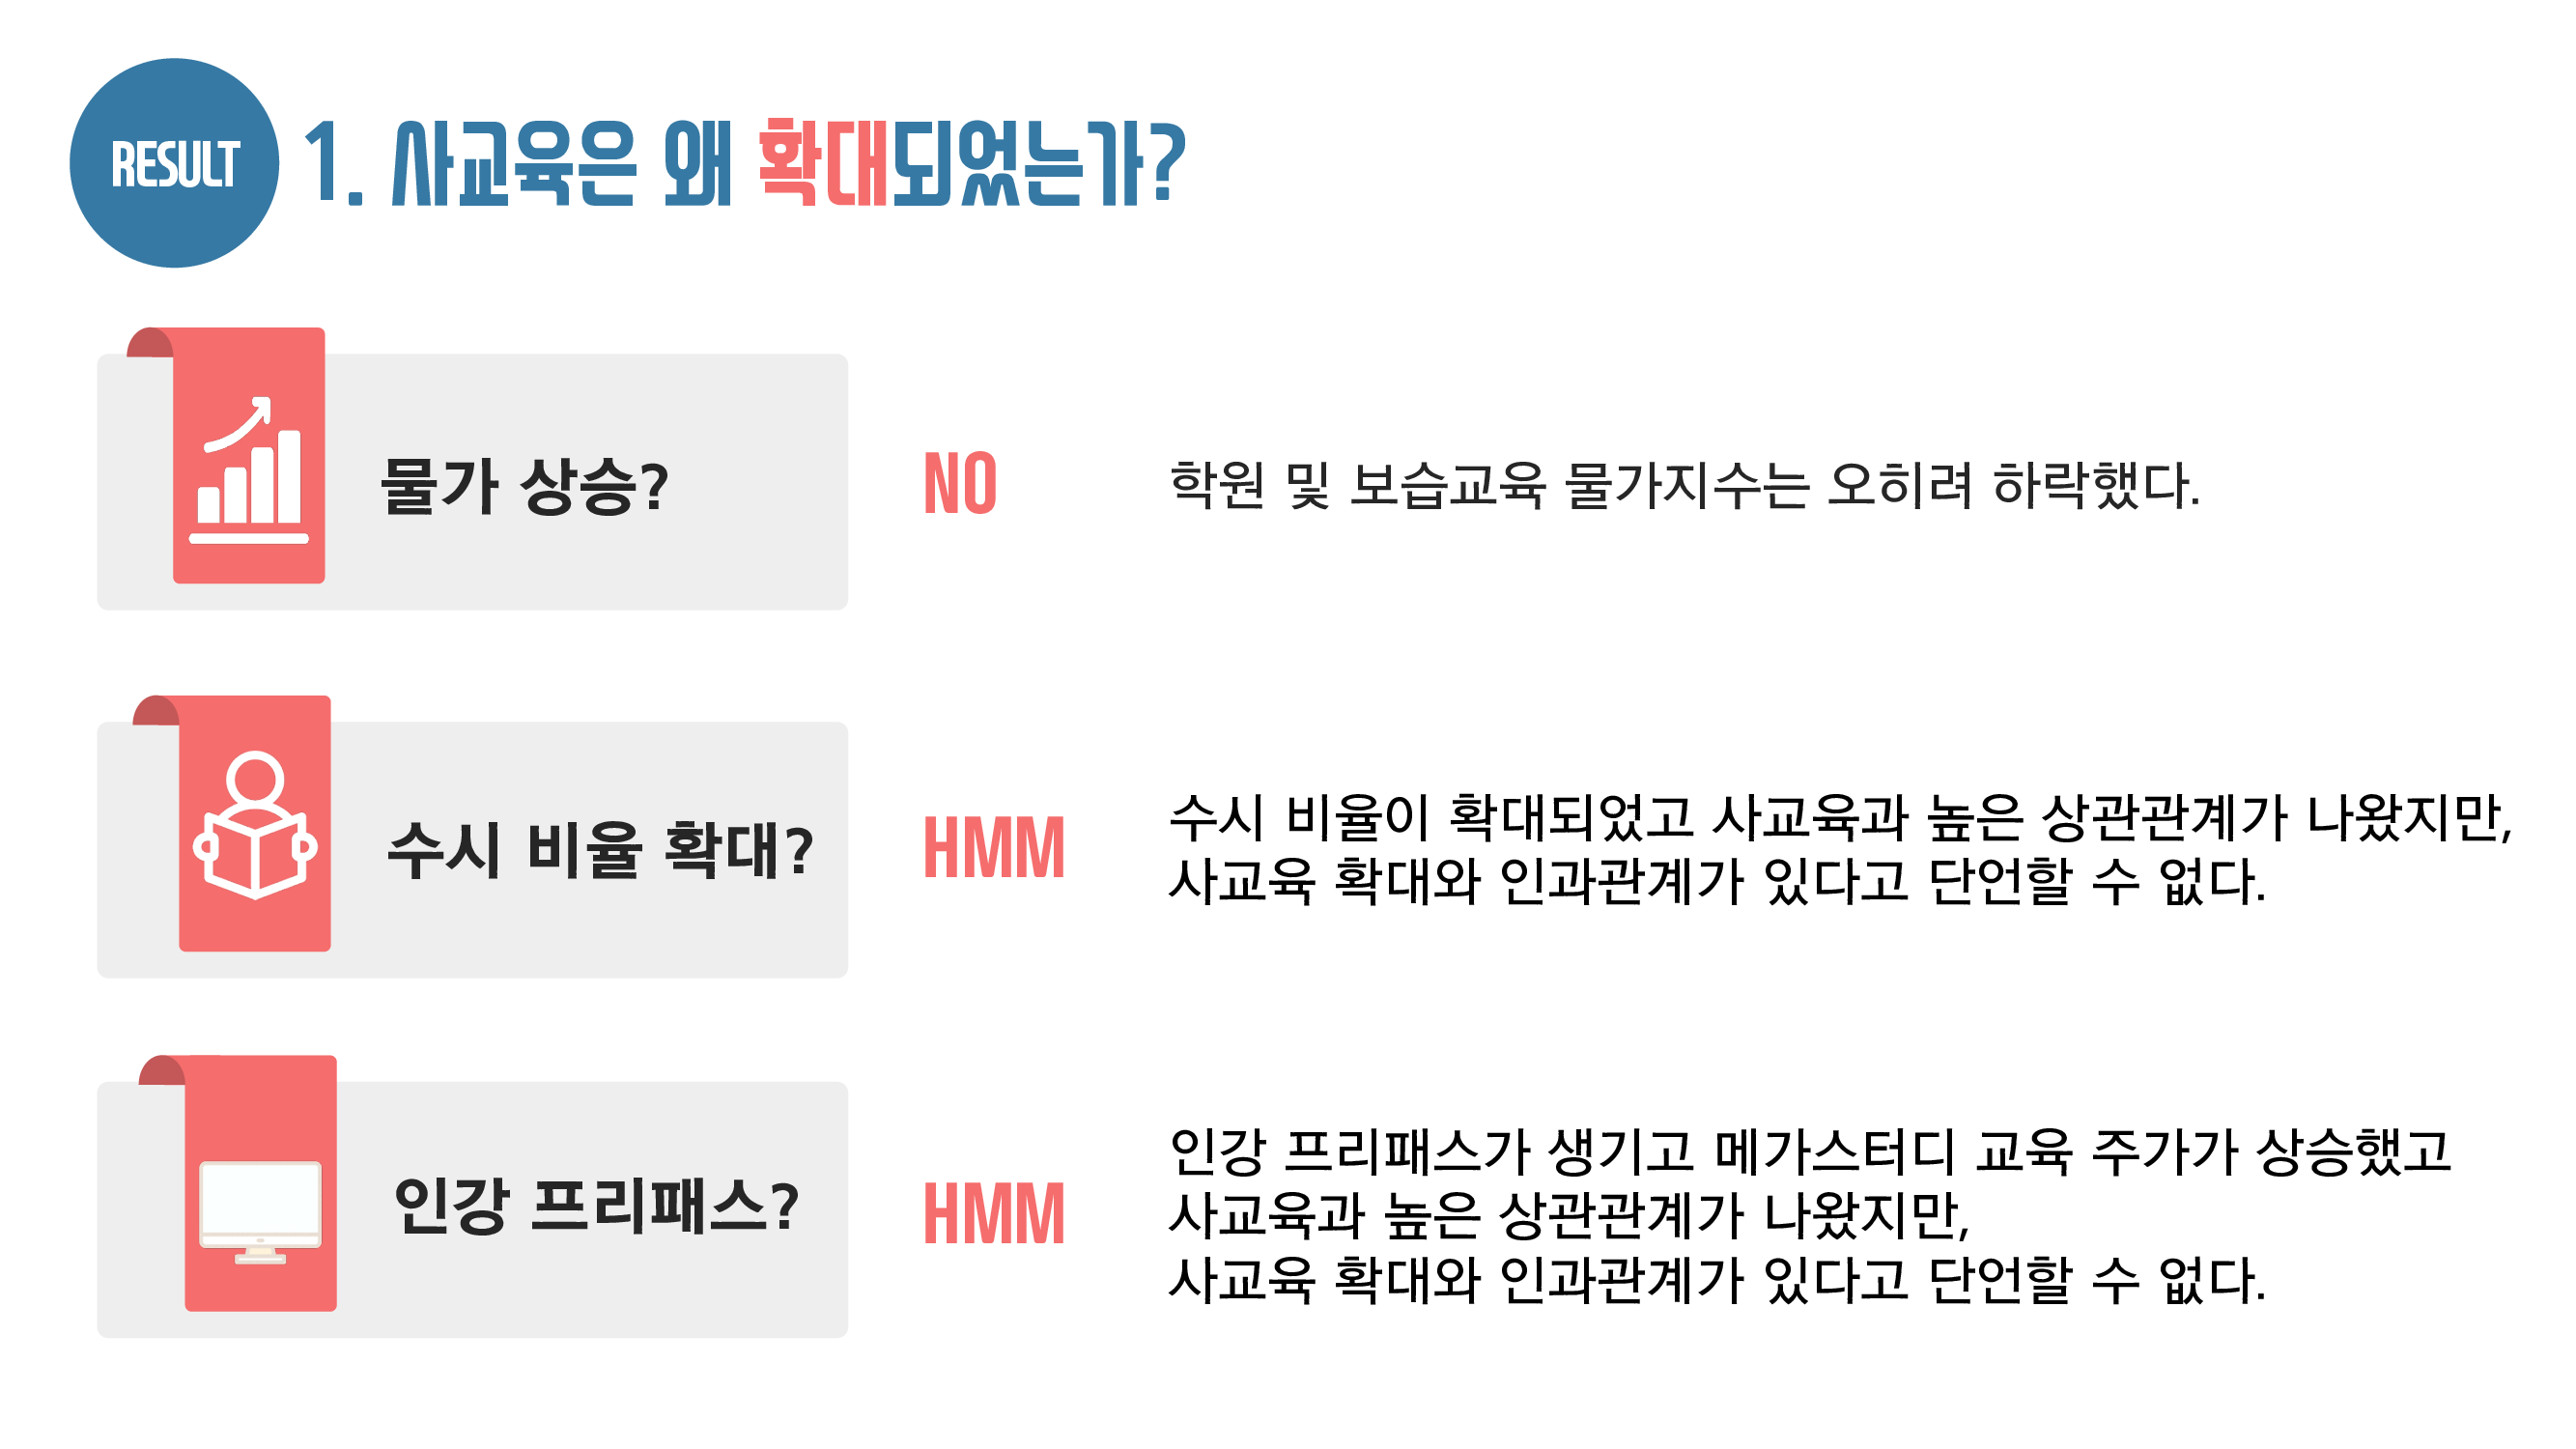 RESULT
1. 사교육은 왜 확대되었는가?
물가 상승?
NO
학원 및 보습교육 물가지수는 오히려 하락했다.
수시 비율 확대?
HMM
수시 비율이 확대되었고 사교육과 높은 상관관계가 나왔지만,
사교육 확대와 인과관계가 있다고 단언할 수 없다.
인강 프리패스?
HMM
인강 프리패스가 생기고 메가스터디 교육 주가가 상승했고
사교육과 높은 상관관계가 나왔지만,
사교육 확대와 인과관계가 있다고 단언할 수 없다.